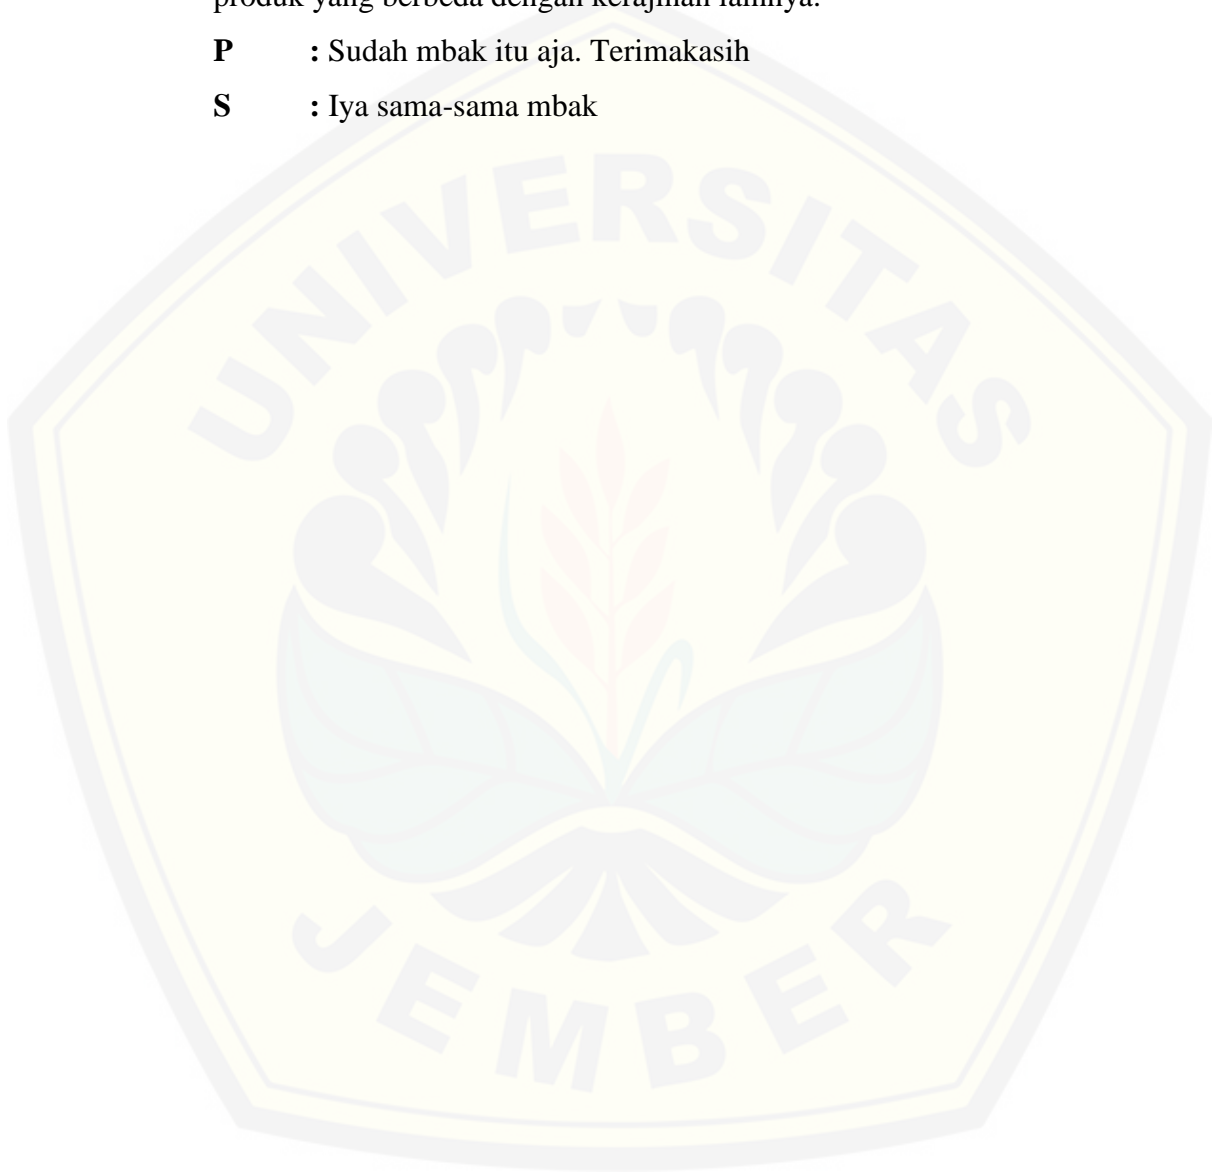 produk yang berbeda dengan kerajinan lainnya.
P : Sudah mbak itu aja. Terimakasih
S : Iya sama-sama mbak
UNIVERSITAS
JEMBER